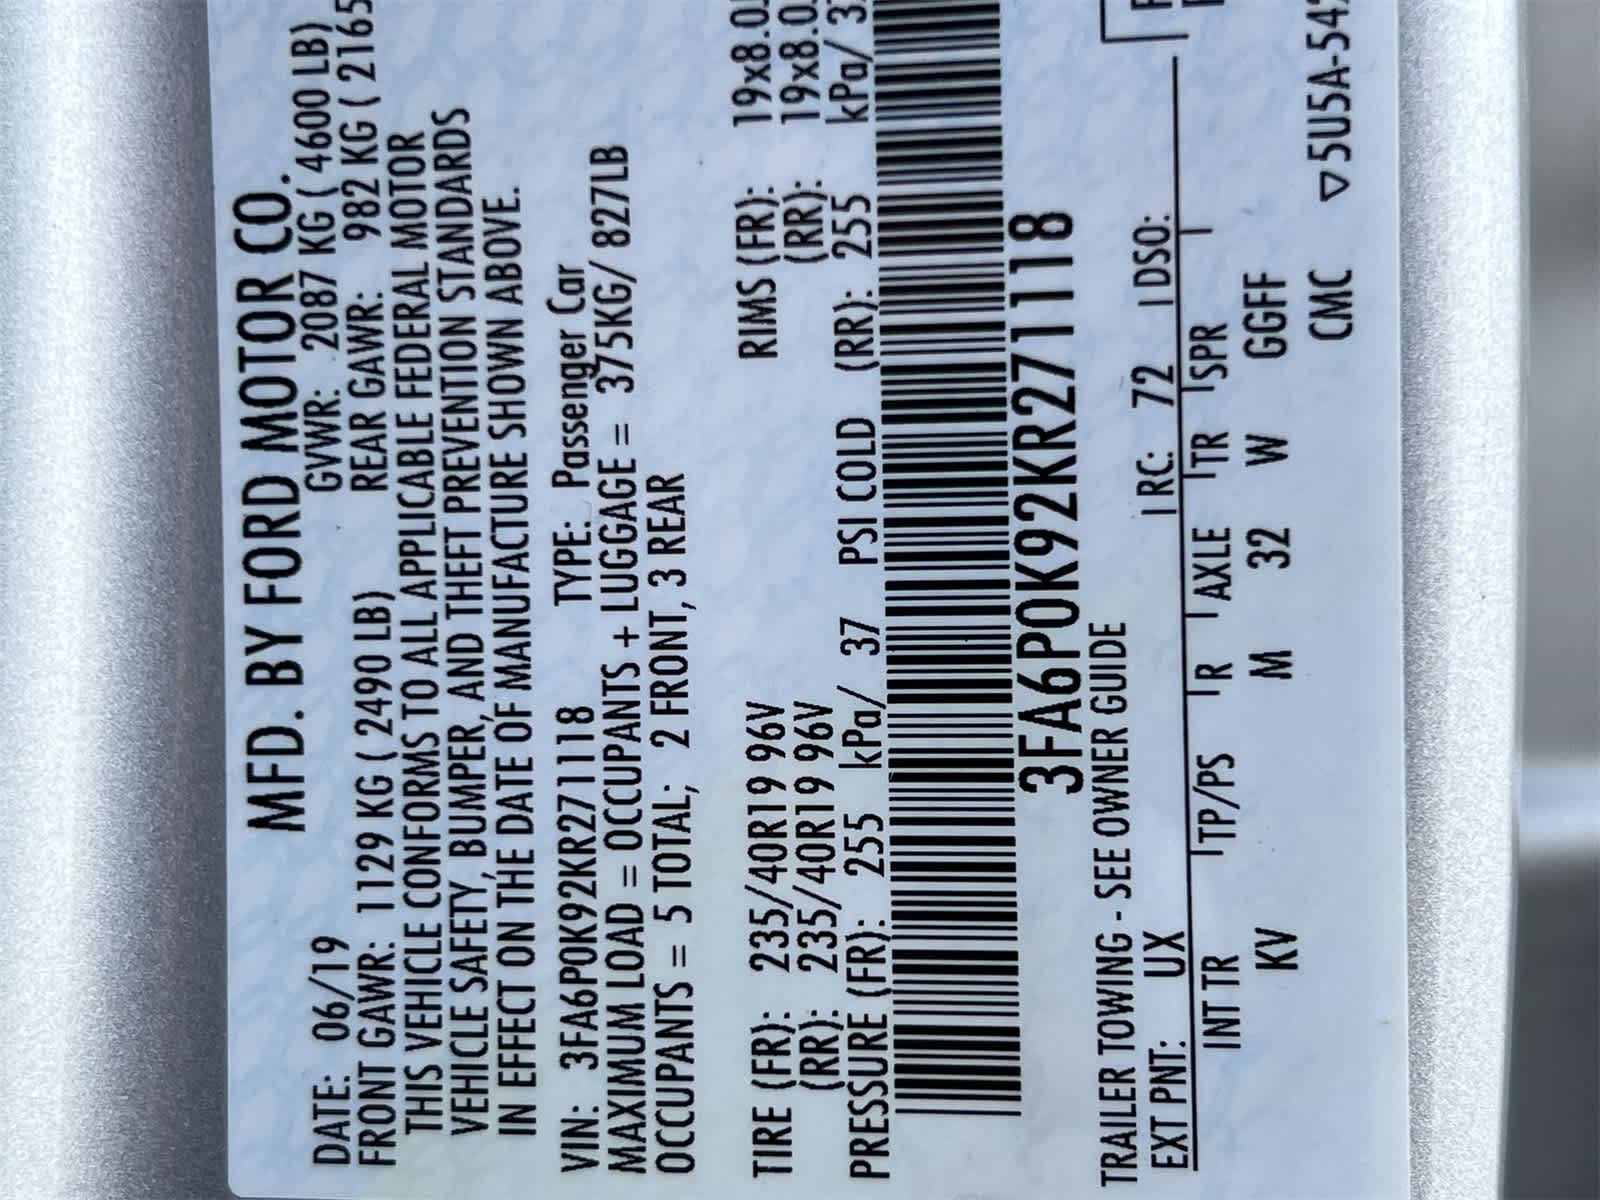 MFD. BY FORD MOTOR CO.
DATE: 06/19 GVWR: 2087 KG ( 4600 LB)
FRONT GAWR: 1129 KG ( 2490 LB) REAR GAWR: 982 KG ( 2165
THIS VEHICLE CONFORMS TO ALL APPLICABLE FEDERAL MOTOR
VEHICLE SAFETY, BUMPER, AND THEFT PREVENTION STANDARDS
IN EFFECT ON THE DATE OF MANUFACTURE SHOWN ABOVE.
VIN: 3FA6P0K92KR271118 TYPE: Passenger Car
MAXIMUM LOAD = OCCUPANTS + LUGGAGE = 375KG/ 827LB
OCCUPANTS = 5 TOTAL; 2 FRONT, 3 REAR
TIRE (FR): 235/40R19 96V RIMS (FR): 19x8.0
(RR): 235/40R19 96V (RR): 19x8.0
PRESSURE (FR): 255 kPa/ 37 PSI COLD (RR): 255 kPa/ 3
3FA6P0K92KR271118
TRAILER TOWING - SEE OWNER GUIDE
EXT PNT: UX RC: 72 DSO:
INT TR TP/PS R AXLE TR SPR
KV M 32 W GGFF
CMC ▽5U5A-54